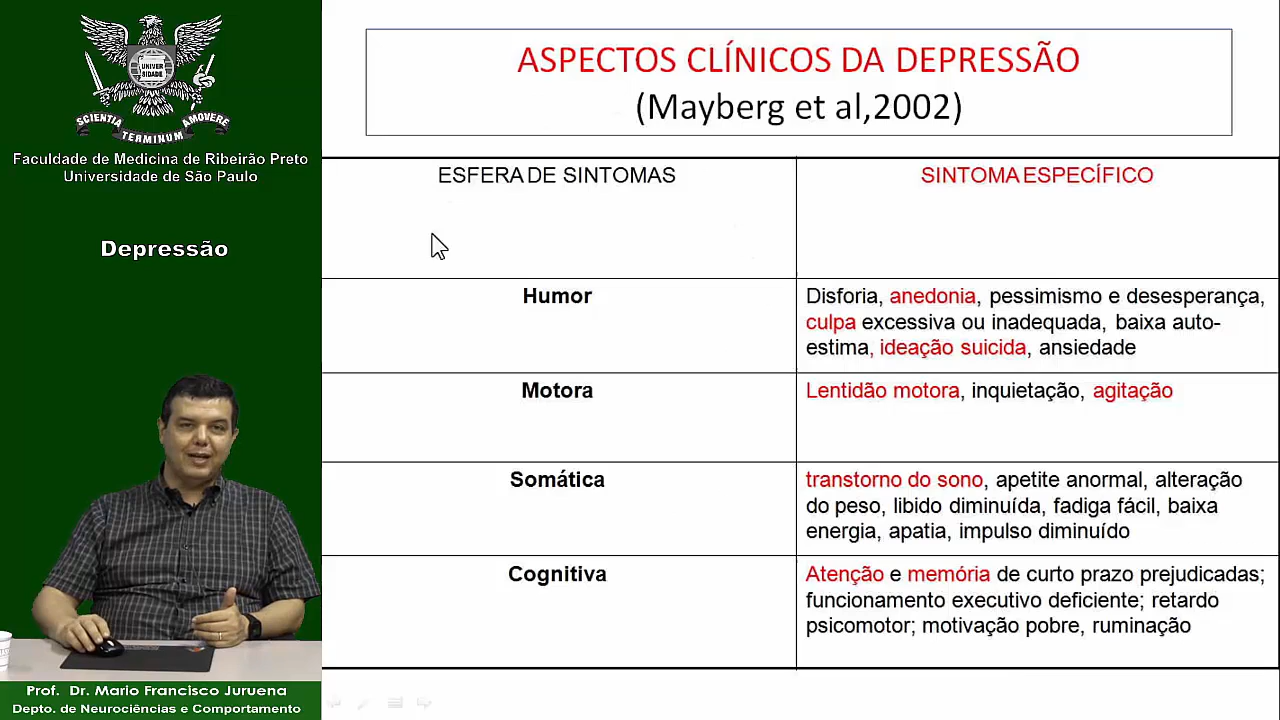 UNIVER
SIDADE
SCIENTIA TERMINUM AMOVERE
Faculdade de Medicina de Ribeirão Preto
Universidade de São Paulo
Depressão
Prof. Dr. Mario Francisco Juruena
Depto. de Neurociências e Comportamento
ASPECTOS CLÍNICOS DA DEPRESSÃO
(Mayberg et al,2002)
ESFERA DE SINTOMAS
SINTOMA ESPECÍFICO
Humor
Disforia, anedonia, pessimismo e desesperança,
culpa excessiva ou inadequada, baixa auto-
estima, ideação suicida, ansiedade
Motora
Lentidão motora, inquietação, agitação
Somática
transtorno do sono, apetite anormal, alteração
do peso, libido diminuída, fadiga fácil, baixa
energia, apatia, impulso diminuído
Cognitiva
Atenção e memória de curto prazo prejudicadas;
funcionamento executivo deficiente; retardo
psicomotor; motivação pobre, ruminação